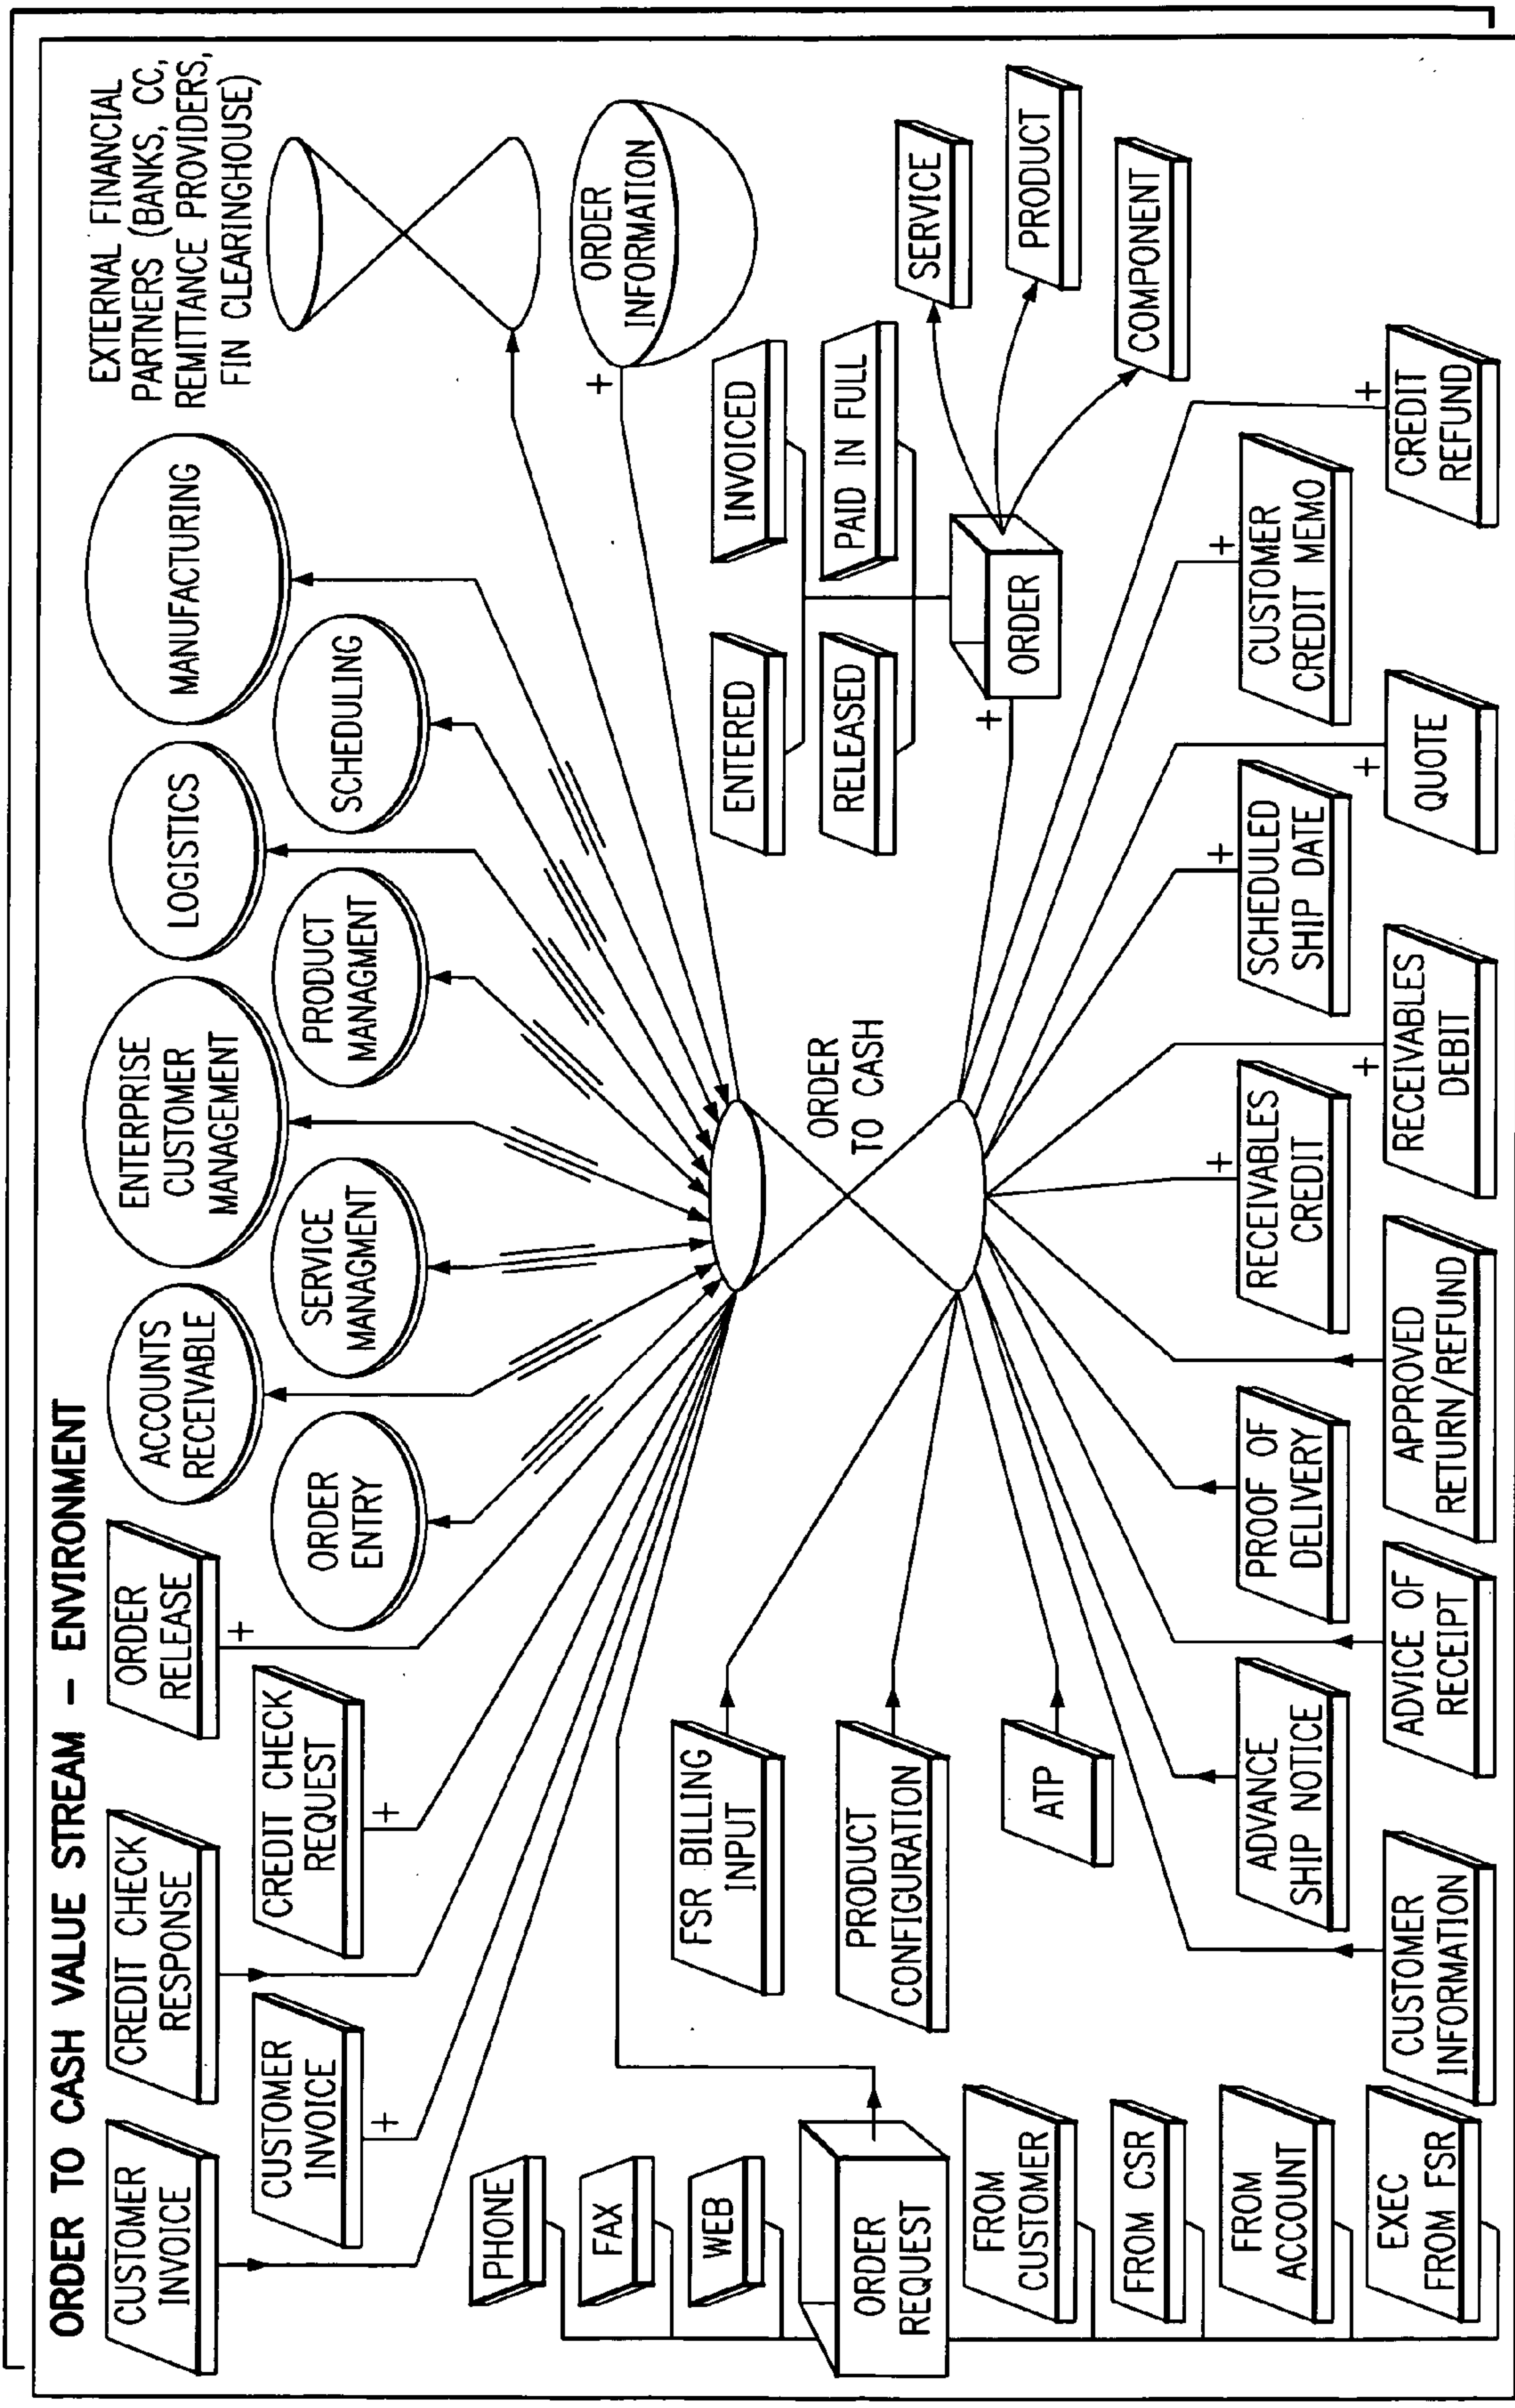 ORDER TO CASH VALUE STREAM – ENVIRONMENT
CUSTOMER
INVOICE
CREDIT CHECK
RESPONSE
ORDER
RELEASE
ACCOUNTS
RECEIVABLE
ENTERPRISE
CUSTOMER
MANAGEMENT
LOGISTICS
MANUFACTURING
EXTERNAL FINANCIAL
PARTNERS (BANKS, CC,
REMITTANCE PROVIDERS,
FIN CLEARINGHOUSE)
CUSTOMER
INVOICE
+
CREDIT CHECK
REQUEST
+
+
ORDER
ENTRY
SERVICE
MANAGMENT
PRODUCT
MANAGMENT
SCHEDULING
ORDER
INFORMATION
+
PHONE
FAX
WEB
ORDER
REQUEST
FROM
CUSTOMER
FROM CSR
FROM
ACCOUNT
EXEC
FROM FSR
FSR BILLING
INPUT
PRODUCT
CONFIGURATION
ATP
ORDER
TO CASH
ENTERED
INVOICED
RELEASED
PAID IN FULL
ORDER
+
SERVICE
PRODUCT
COMPONENT
ADVANCE
SHIP NOTICE
PROOF OF
DELIVERY
RECEIVABLES
CREDIT
+
SCHEDULED
SHIP DATE
+
CUSTOMER
CREDIT MEMO
+
CUSTOMER
INFORMATION
ADVICE OF
RECEIPT
APPROVED
RETURN/REFUND
RECEIVABLES
DEBIT
+
QUOTE
+
CREDIT
REFUND
+